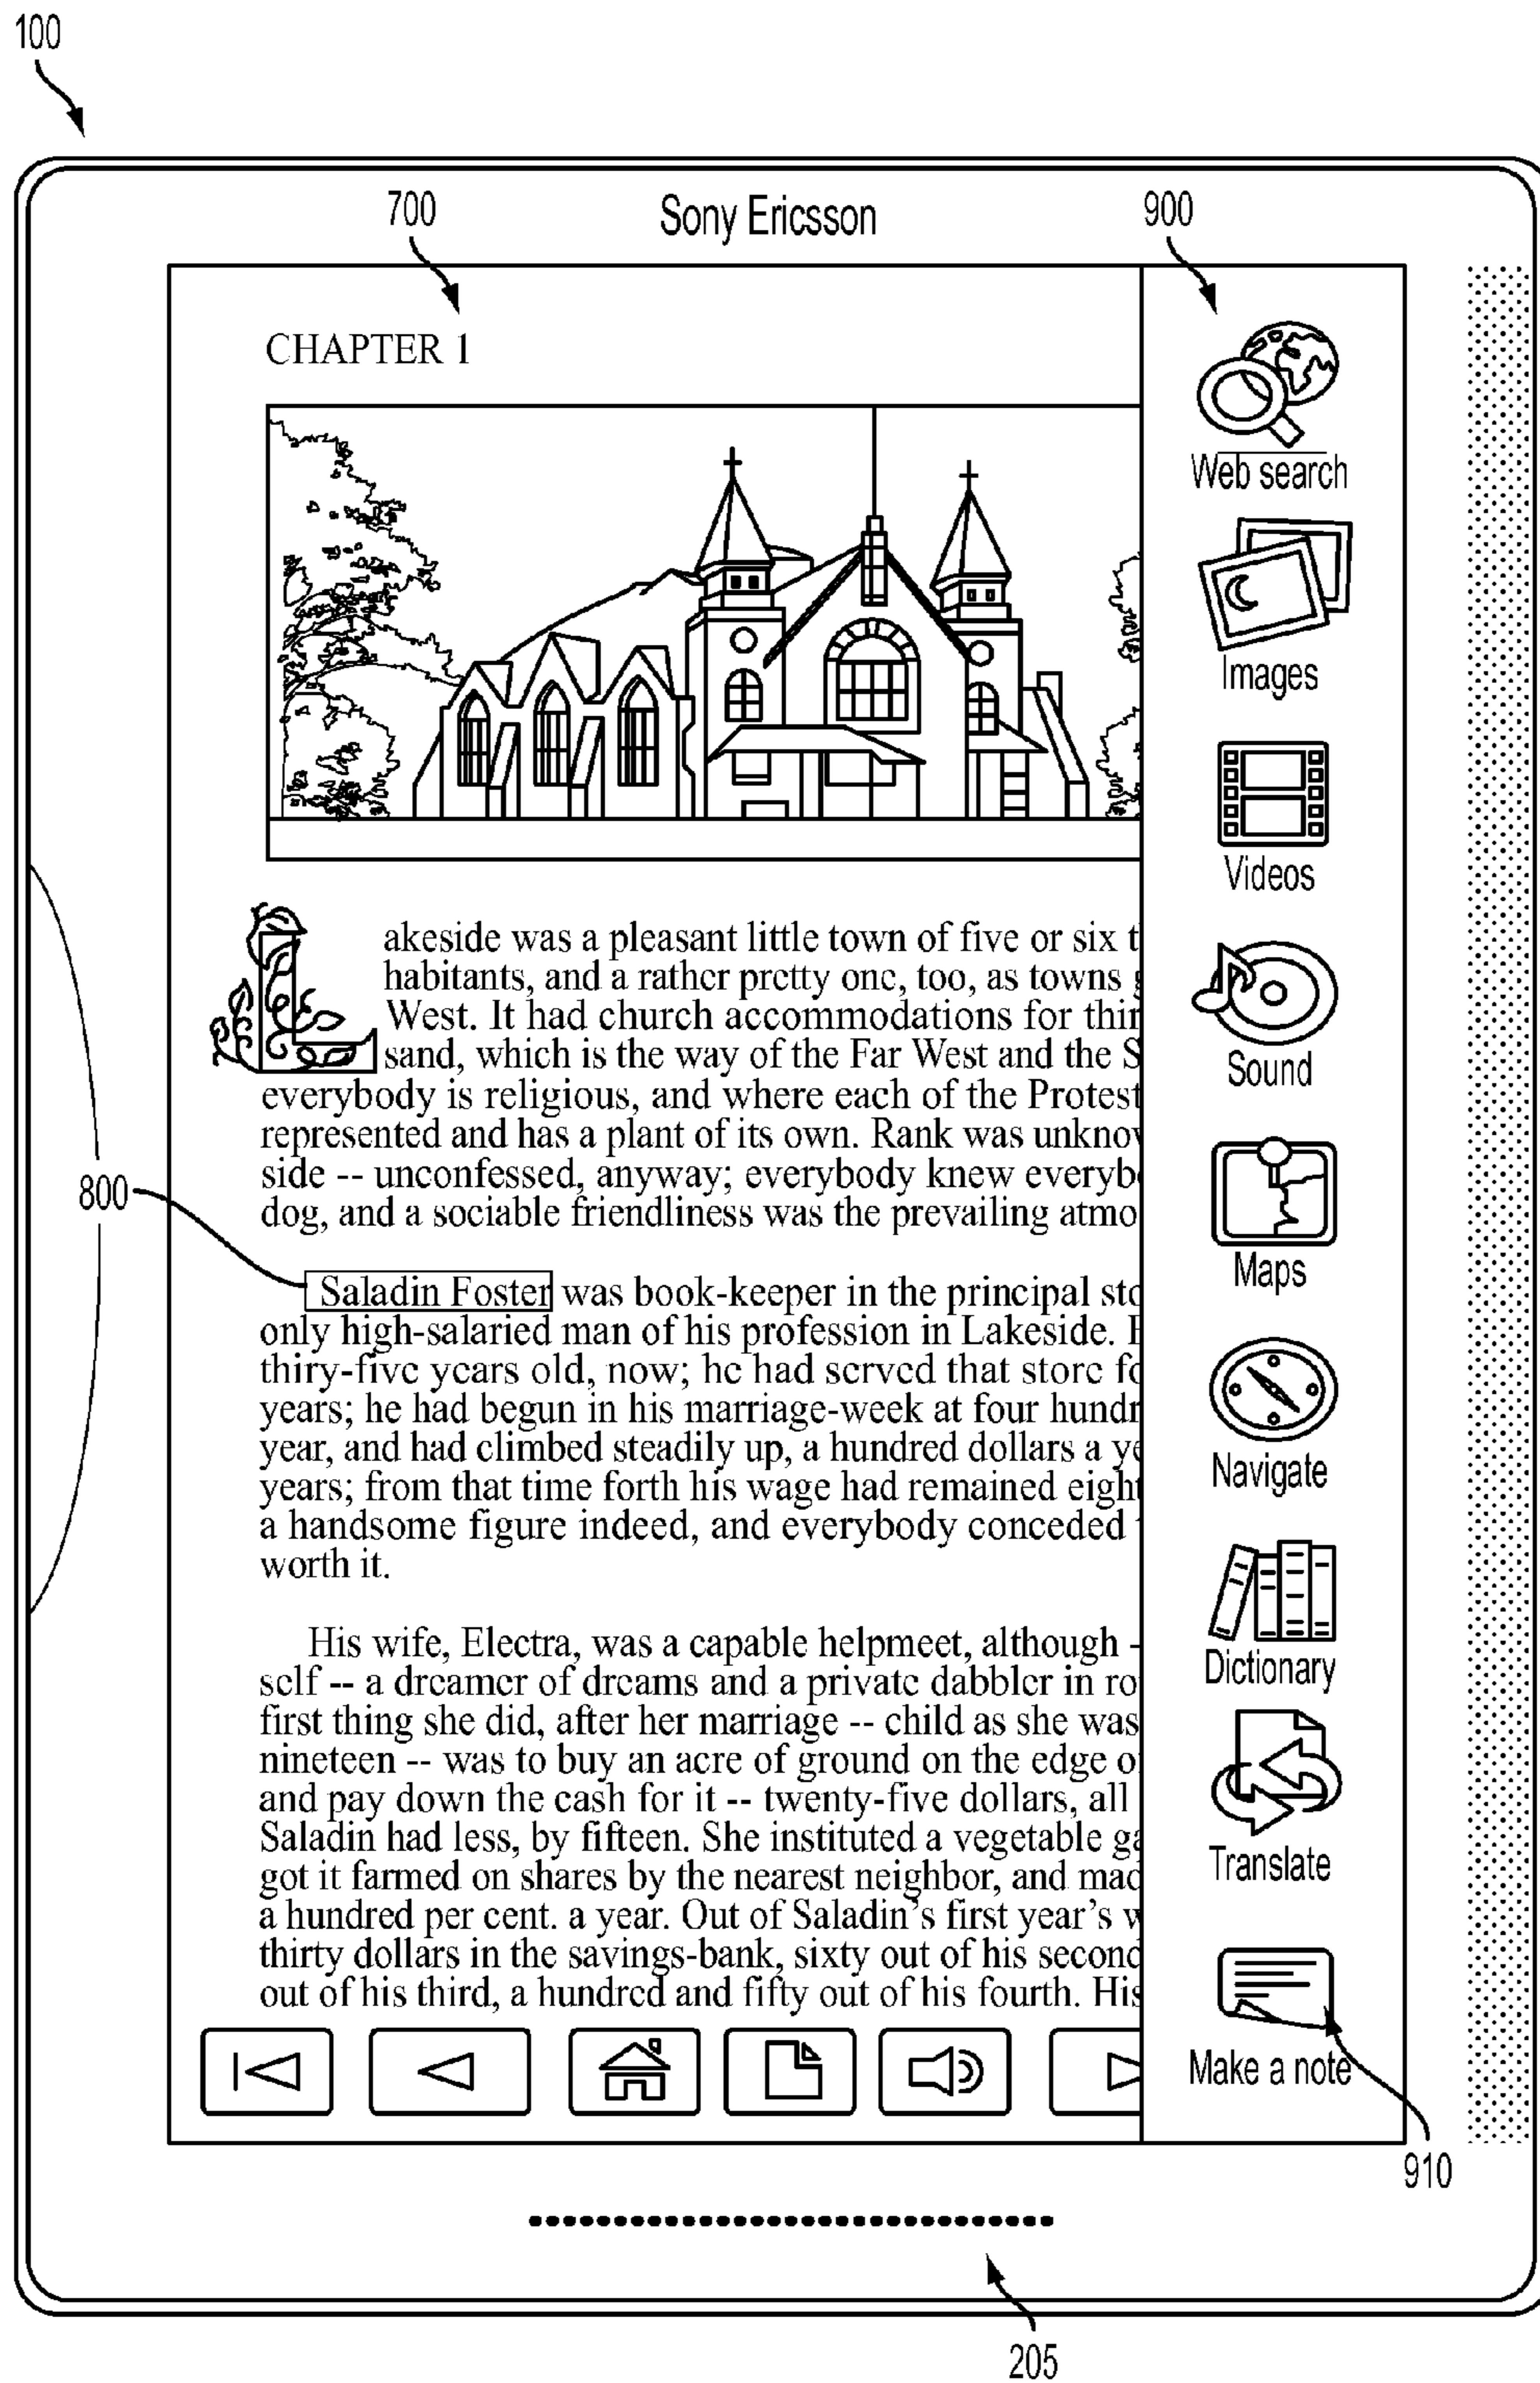 100
700
Sony Ericsson
900
CHAPTER 1
Web search
Images
Videos
Sound
Maps
Navigate
Dictionary
Translate
Make a note
Lakeside was a pleasant little town of five or six t
habitants, and a rather pretty one, too, as towns g
West. It had church accommodations for thir
sand, which is the way of the Far West and the S
everybody is religious, and where each of the Protest
represented and has a plant of its own. Rank was unknow
side -- unconfessed, anyway; everybody knew everybo
dog, and a sociable friendliness was the prevailing atmo
800
Saladin Foster was book-keeper in the principal sto
only high-salaried man of his profession in Lakeside. H
thiry-five years old, now; he had served that store fo
years; he had begun in his marriage-week at four hundr
year, and had climbed steadily up, a hundred dollars a ye
years; from that time forth his wage had remained eight
a handsome figure indeed, and everybody conceded
worth it.
His wife, Electra, was a capable helpmeet, although -
self -- a dreamer of dreams and a private dabbler in ro
first thing she did, after her marriage -- child as she was
nineteen -- was to buy an acre of ground on the edge o
and pay down the cash for it -- twenty-five dollars, all
Saladin had less, by fifteen. She instituted a vegetable ga
got it farmed on shares by the nearest neighbor, and mad
a hundred per cent. a year. Out of Saladin's first year's w
thirty dollars in the savings-bank, sixty out of his second
out of his third, a hundred and fifty out of his fourth. His
910
205